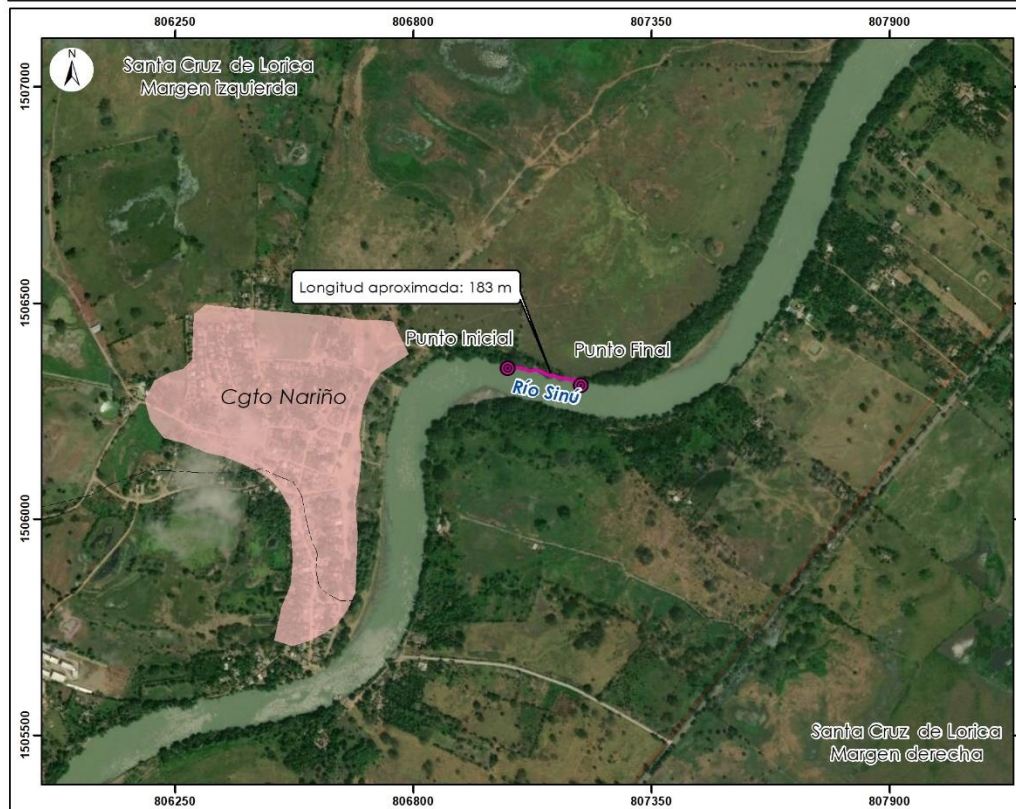 806250
806800
807350
807900
N
Santa Cruz de Lorica
Margen izquierda
1507000
Longitud aproximada: 183 m
1506500
Punto Inicial
Punto Final
Río Sinú
Cgto Nariño
1506000
1505500
Santa Cruz de Lorica
Margen derecha
806250
806800
807350
807900